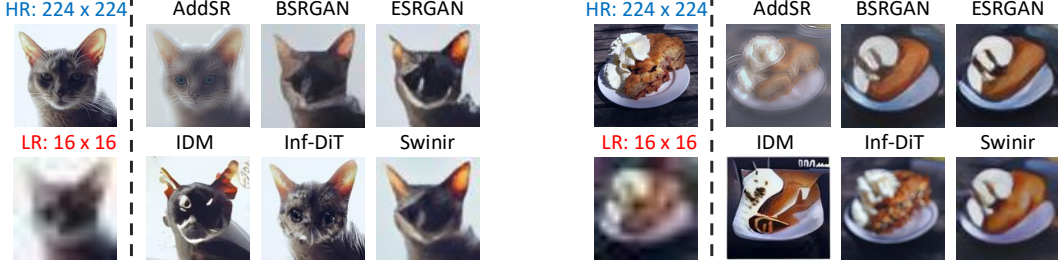 HR: 224 x 224 AddSR BSRGAN ESRGAN
LR: 16 x 16 IDM Inf-DiT Swinir
HR: 224 x 224 AddSR BSRGAN ESRGAN
LR: 16 x 16 IDM Inf-DiT Swinir